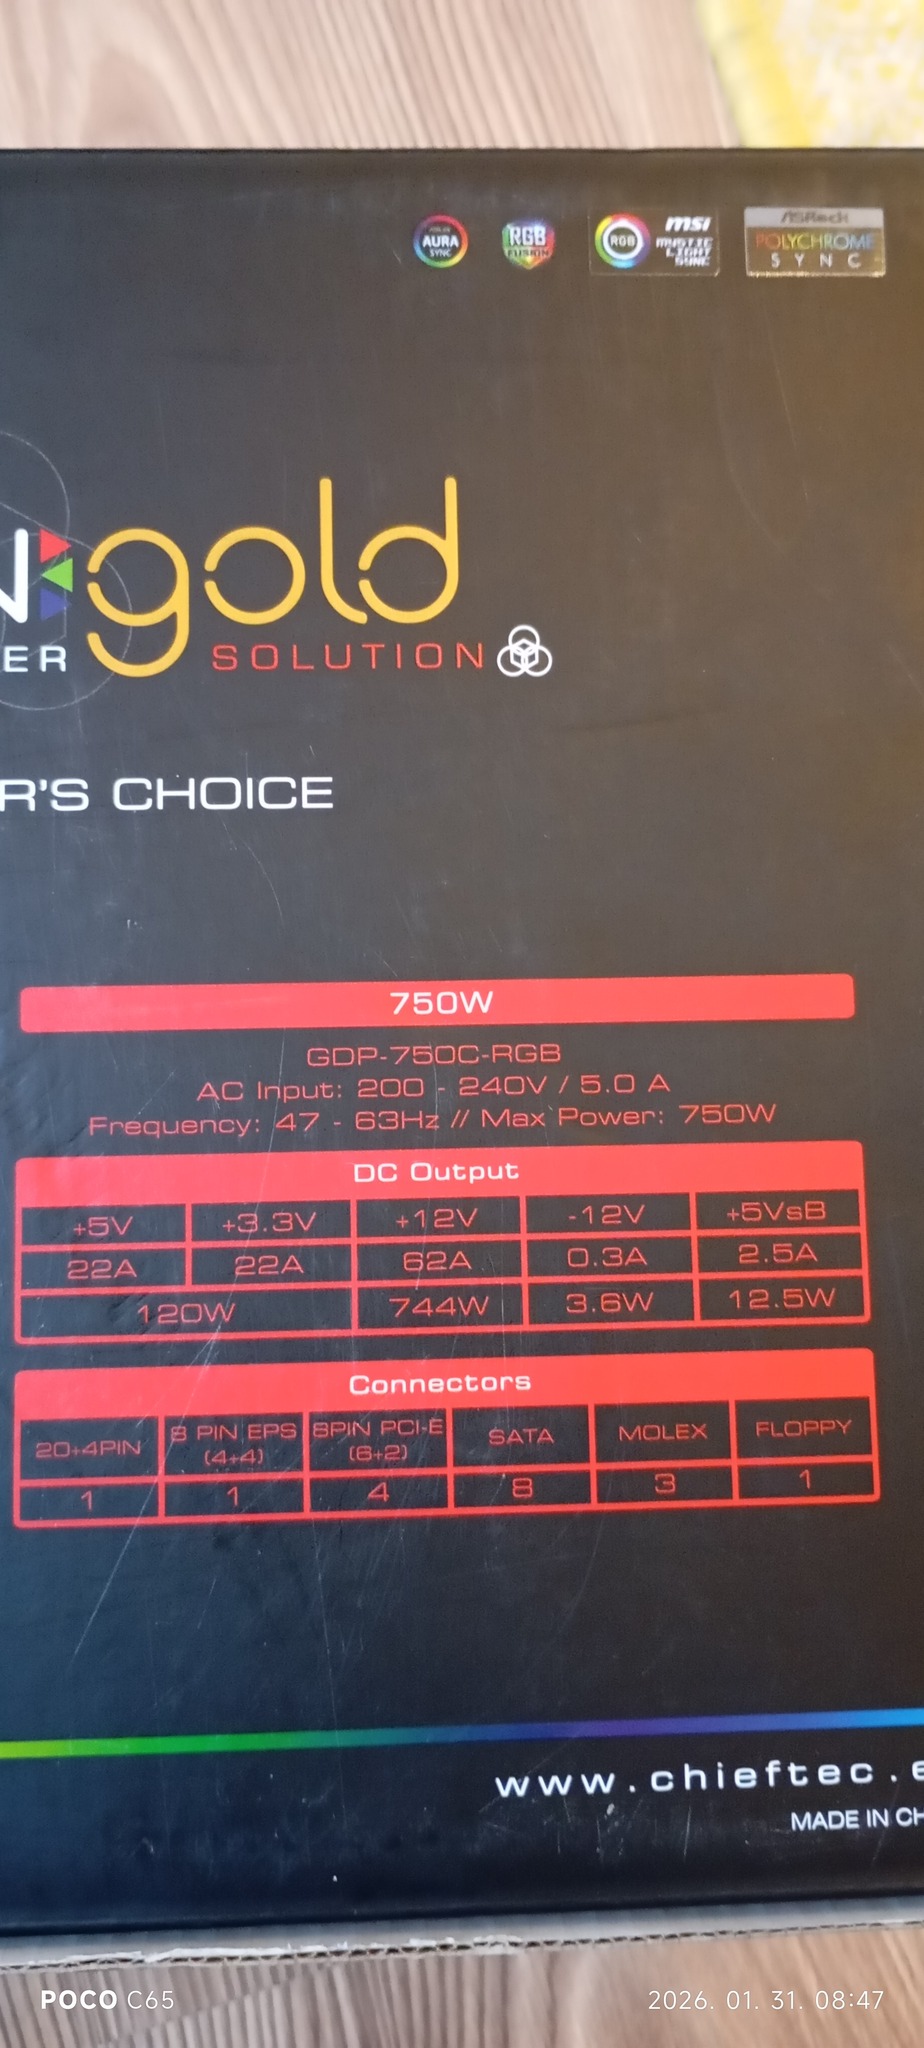 AURA
SYNC
RGB
FUSION
RGB
msi
MYSTIC
LIGHT
SYNC
ASRock
POLYCHROME
SYNC
gold
ER
SOLUTION
R'S CHOICE
750W
GDP-750C-RGB
AC Input: 200 - 240V / 5.0 A
Frequency: 47 - 63Hz // Max Power: 750W
DC Output
+5V +3.3V +12V -12V +5VsB
22A 22A 62A 0.3A 2.5A
120W 744W 3.6W 12.5W
Connectors
20+4PIN 8 PIN EPS (4+4) 8PIN PCI-E (6+2) SATA MOLEX FLOPPY
1 1 4 8 3 1
www.chieftec.e
MADE IN CH
POCO C65
2026. 01. 31. 08:47